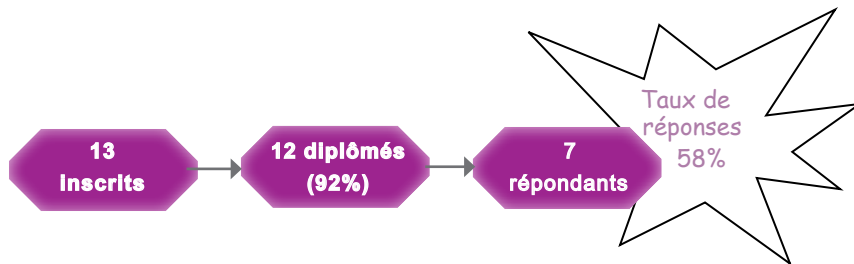 13
inscrits
12 diplômés
(92%)
7
répondants
Taux de
réponses
58%